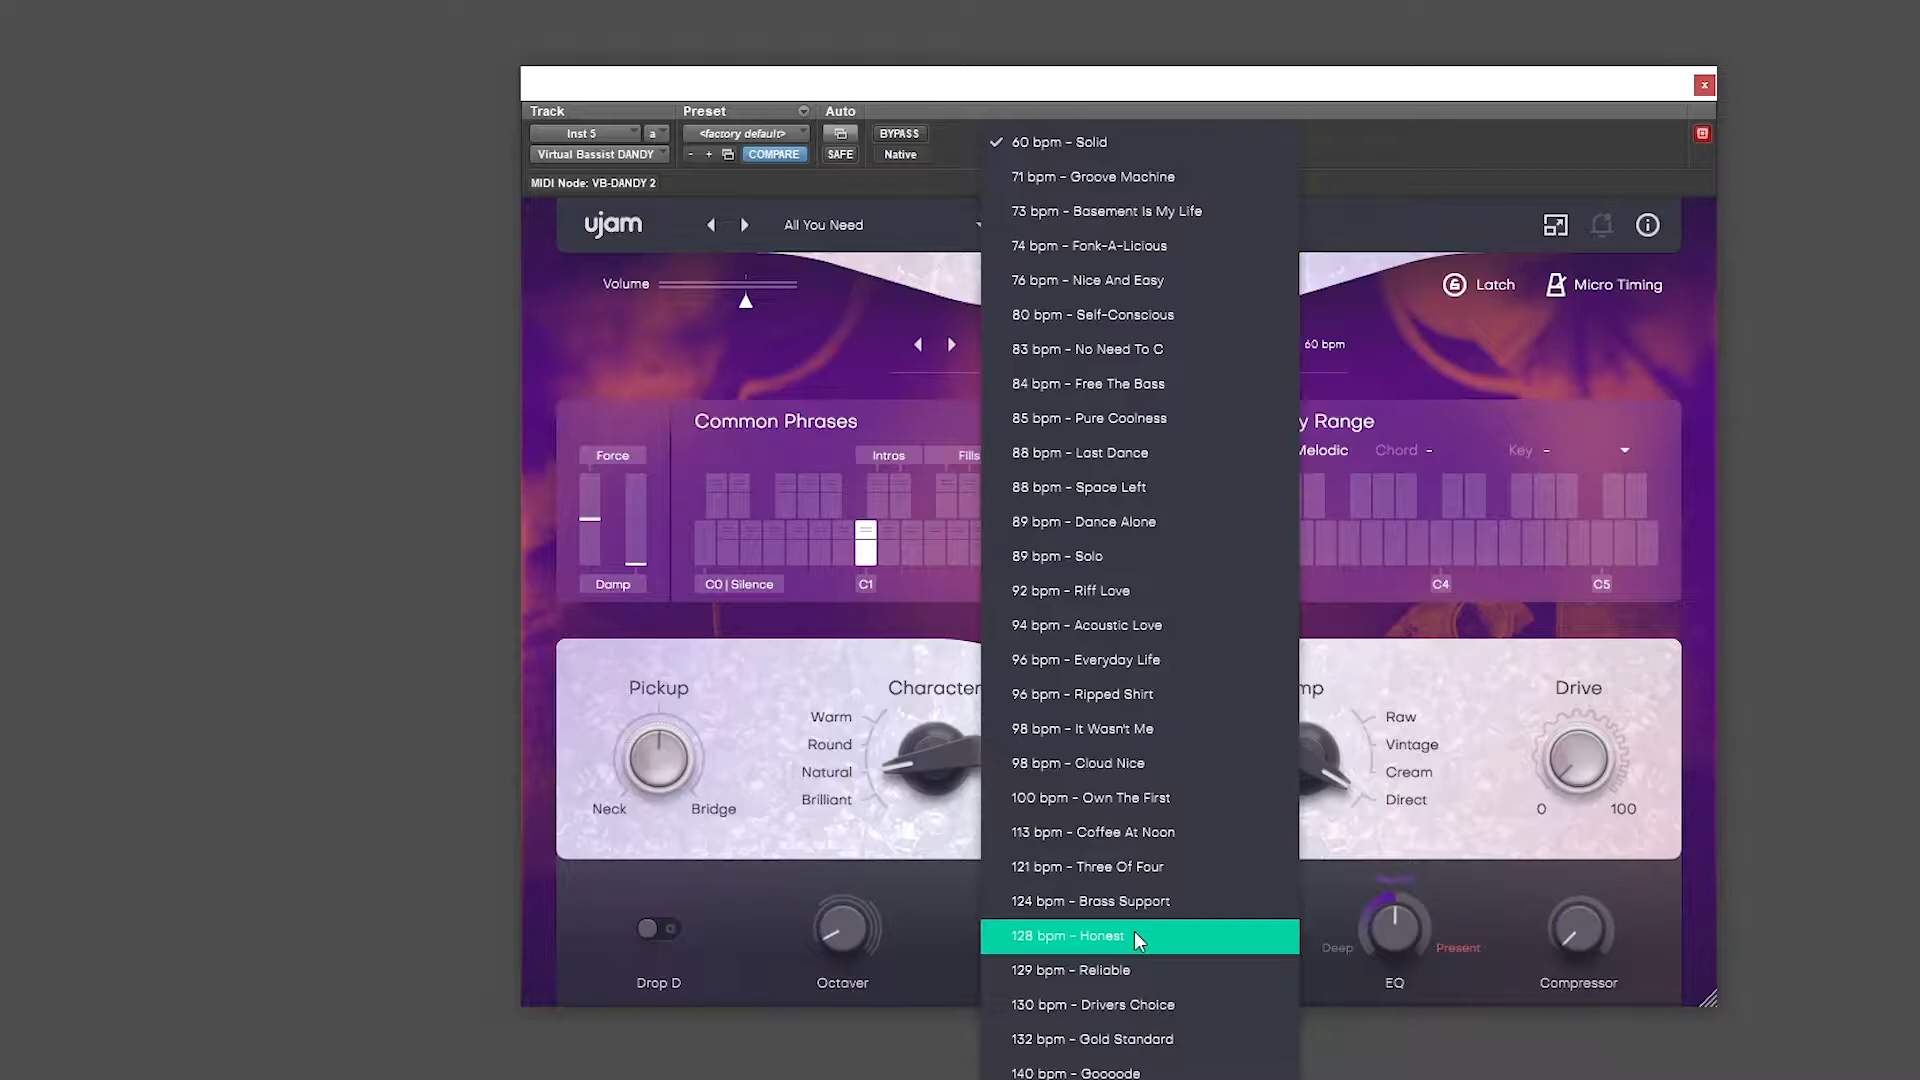 x
Track
Preset
Auto
Inst 5
a
<factory default>
BYPASS
Virtual Bassist DANDY
- +
COMPARE
SAFE
Native
MIDI Node: VB-DANDY 2
ujam
All You Need
Volume
Latch
Micro Timing
60 bpm
Common Phrases
y Range
Force
Intros
Fills
Melodic
Chord -
Key -
Damp
C0 | Silence
C1
C4
C5
Pickup
Neck
Bridge
Character
Warm
Round
Natural
Brilliant
mp
Raw
Vintage
Cream
Direct
Drive
0
100
Drop D
Octaver
Deep
Present
EQ
Compressor
60 bpm - Solid
71 bpm - Groove Machine
73 bpm - Basement Is My Life
74 bpm - Fonk-A-Licious
76 bpm - Nice And Easy
80 bpm - Self-Conscious
83 bpm - No Need To C
84 bpm - Free The Bass
85 bpm - Pure Coolness
88 bpm - Last Dance
88 bpm - Space Left
89 bpm - Dance Alone
89 bpm - Solo
92 bpm - Riff Love
94 bpm - Acoustic Love
96 bpm - Everyday Life
96 bpm - Ripped Shirt
98 bpm - It Wasn't Me
98 bpm - Cloud Nice
100 bpm - Own The First
113 bpm - Coffee At Noon
121 bpm - Three Of Four
124 bpm - Brass Support
128 bpm - Honest
129 bpm - Reliable
130 bpm - Drivers Choice
132 bpm - Gold Standard
140 bpm - Goooode